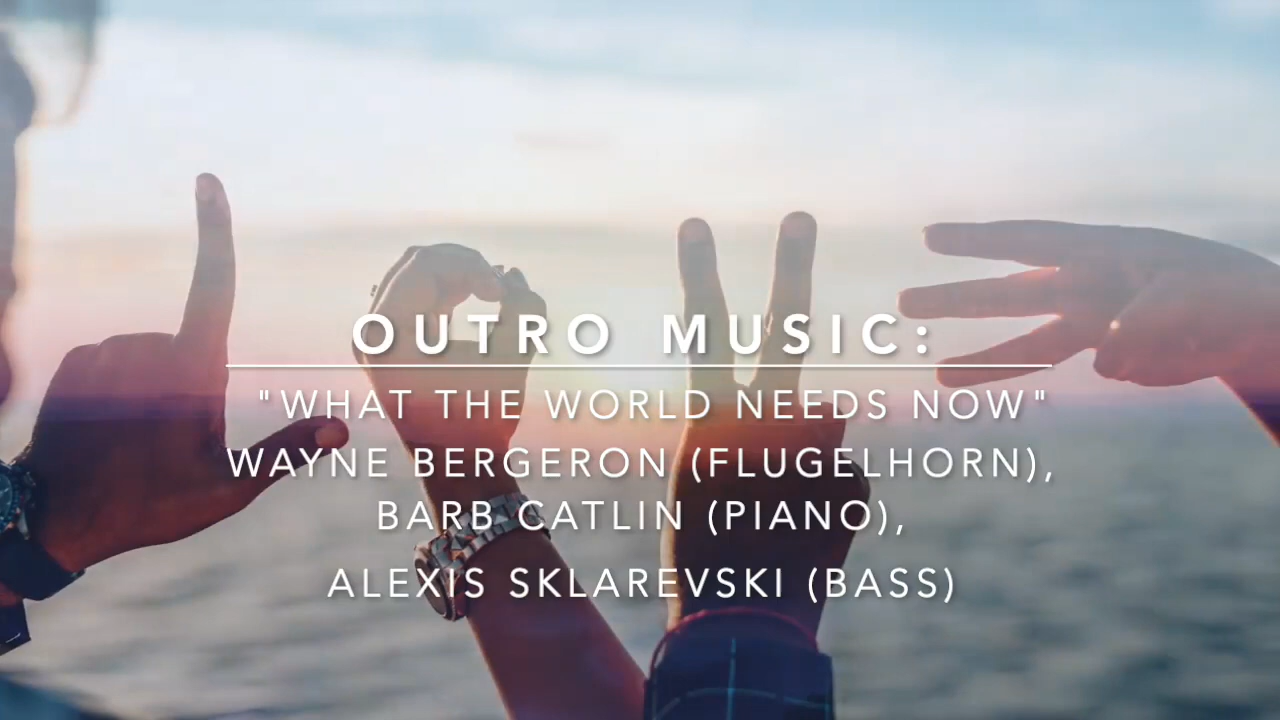 OUTRO MUSIC:
"WHAT THE WORLD NEEDS NOW"
WAYNE BERGERON (FLUGELHORN),
BARB CATLIN (PIANO),
ALEXIS SKLAREVSKI (BASS)